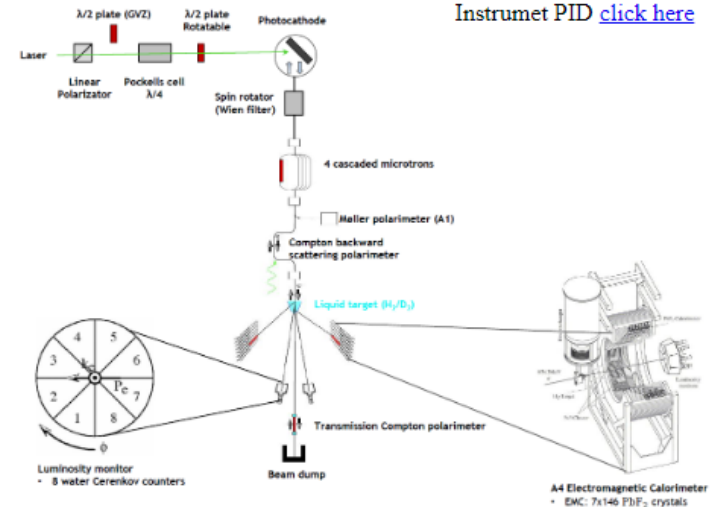 Instrumet PID click here
λ/2 plate (GVZ)
λ/2 plate
Rotatable
Photocathode
Laser
Linear
Polarizator
Pockells cell
λ/4
Spin rotator
(Wien filter)
4 cascaded microtrons
Møller polarimeter (A1)
Compton backward
scattering polarimeter
Liquid target (H₂/D₂)
4 5
3 6
2 7
1 8
k
Pe
ϕ
Transmission Compton polarimeter
Beam dump
Luminosity monitor
- 8 water Cerenkov counters
A4 Electromagnetic Calorimeter
- EMC: 7x146 PbF₂ crystals